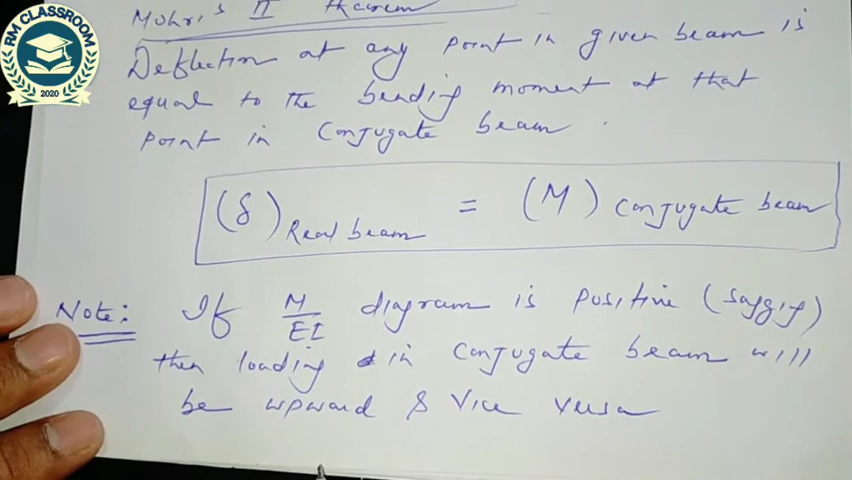 RM CLASSROOM
2020
Mohr's II theorem
Deflection at any point in given beam is
equal to the bending moment at that
point in Conjugate beam .
(δ) Real beam = (M) Conjugate beam
Note: If M/EI diagram is positive (sagging)
then loading in Conjugate beam will
be upward & Vice versa